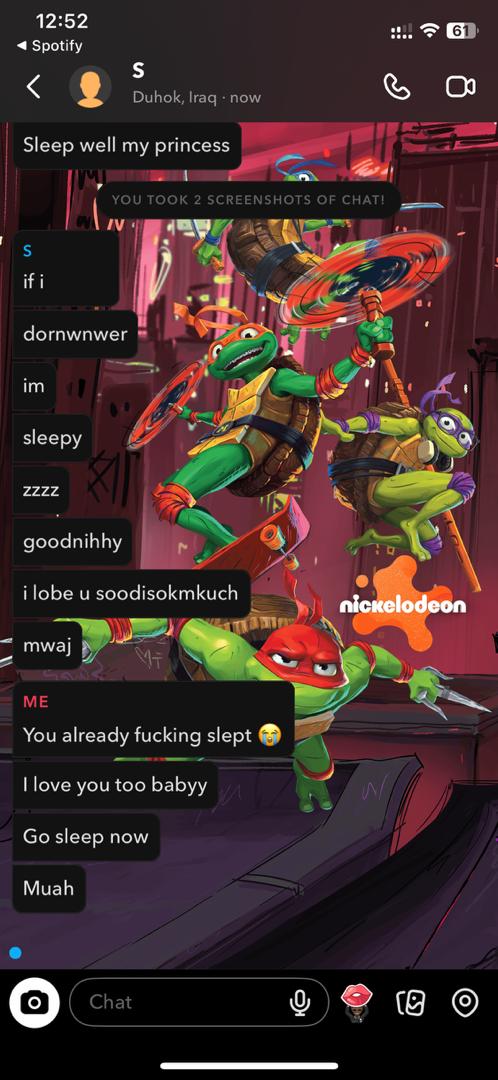 12:52
61
◀ Spotify
S
Duhok, Iraq · now
Sleep well my princess
YOU TOOK 2 SCREENSHOTS OF CHAT!
S
if i
dornwnwer
im
sleepy
zzzz
goodnihhy
i lobe u soodisokmkuch
nickelodeon
mwaj
ME
You already fucking slept 😭
I love you too babyy
Go sleep now
Muah
Chat